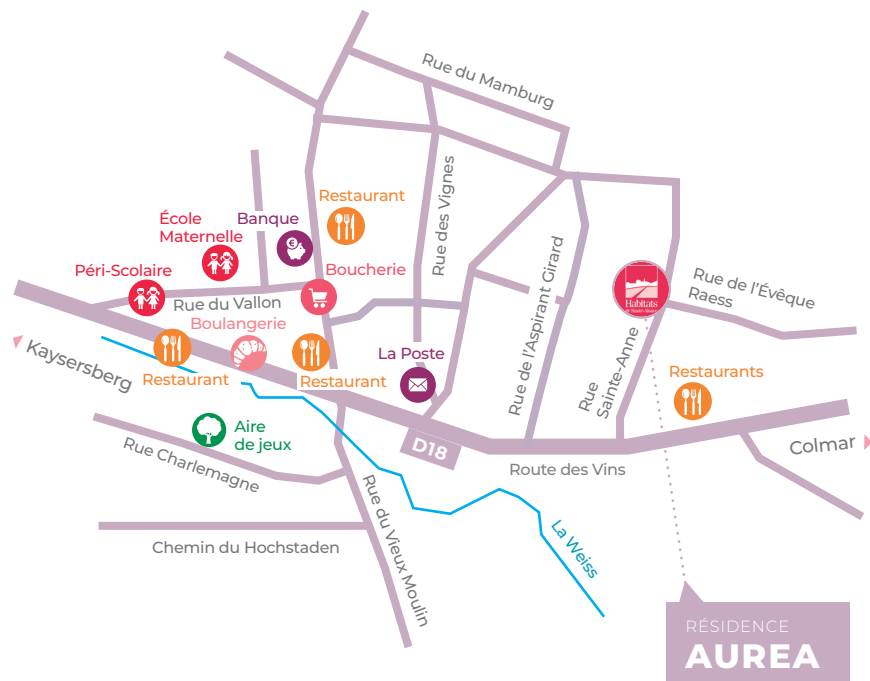 Rue du Mamburg
Restaurant
École
Maternelle
Banque
Rue des Vignes
Péri-Scolaire
Boucherie
Rue du Vallon
Boulangerie
Rue de l'Aspirant Girard
Habitats
Rue de l'Évêque
Raess
Kaysersberg
Restaurant
Restaurant
La Poste
Rue
Sainte-Anne
Restaurants
Aire
de jeux
Rue Charlemagne
D18
Route des Vins
Colmar
Rue du Vieux Moulin
La Weiss
Chemin du Hochstaden
RÉSIDENCE
AUREA